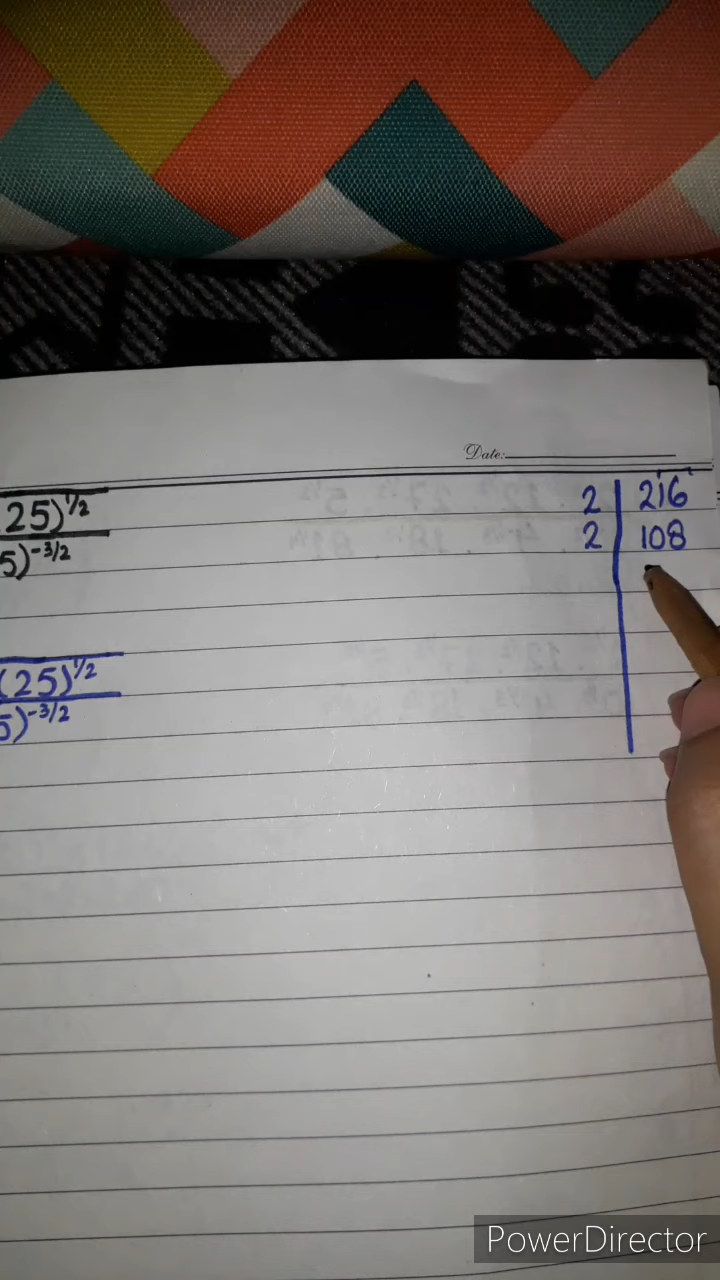 Date:
25)^1/2
5)^-3/2
2 | 216
2 | 108
(25)^1/2
5)^-3/2
PowerDirector